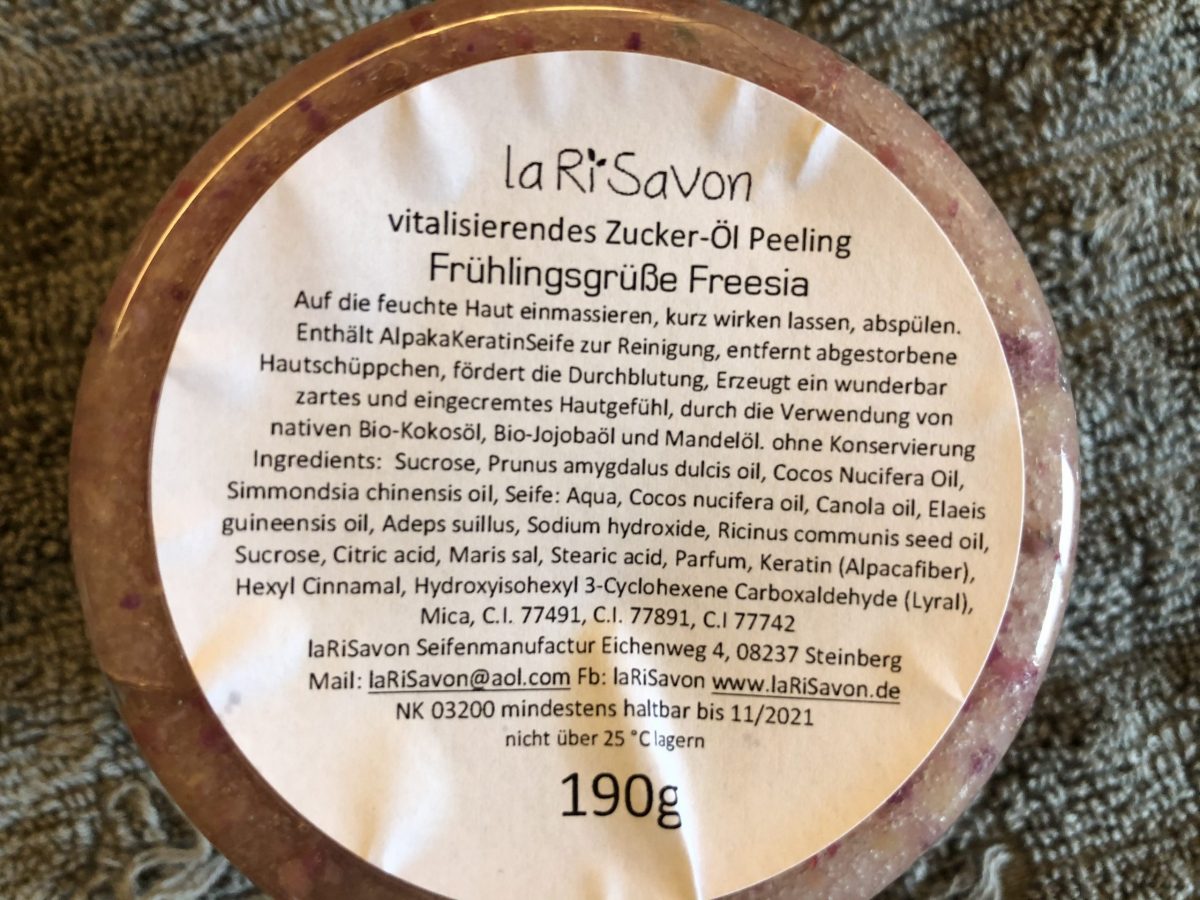 laRiSavon
vitalisierendes Zucker-Öl Peeling
Frühlingsgrüße Freesia
Auf die feuchte Haut einmassieren, kurz wirken lassen, abspülen.
Enthält AlpakaKeratinSeife zur Reinigung, entfernt abgestorbene
Hautschüppchen, fördert die Durchblutung, Erzeugt ein wunderbar
zartes und eingecremtes Hautgefühl, durch die Verwendung von
nativen Bio-Kokosöl, Bio-Jojobaöl und Mandelöl. ohne Konservierung
Ingredients: Sucrose, Prunus amygdalus dulcis oil, Cocos Nucifera Oil,
Simmondsia chinensis oil, Seife: Aqua, Cocos nucifera oil, Canola oil, Elaeis
guineensis oil, Adeps suillus, Sodium hydroxide, Ricinus communis seed oil,
Sucrose, Citric acid, Maris sal, Stearic acid, Parfum, Keratin (Alpacafiber),
Hexyl Cinnamal, Hydroxyisohexyl 3-Cyclohexene Carboxaldehyde (Lyral),
Mica, C.I. 77491, C.I. 77891, C.I 77742
laRiSavon Seifenmanufactur Eichenweg 4, 08237 Steinberg
Mail: laRiSavon@aol.com Fb: laRiSavon www.laRiSavon.de
NK 03200 mindestens haltbar bis 11/2021
nicht über 25 °C lagern
190g